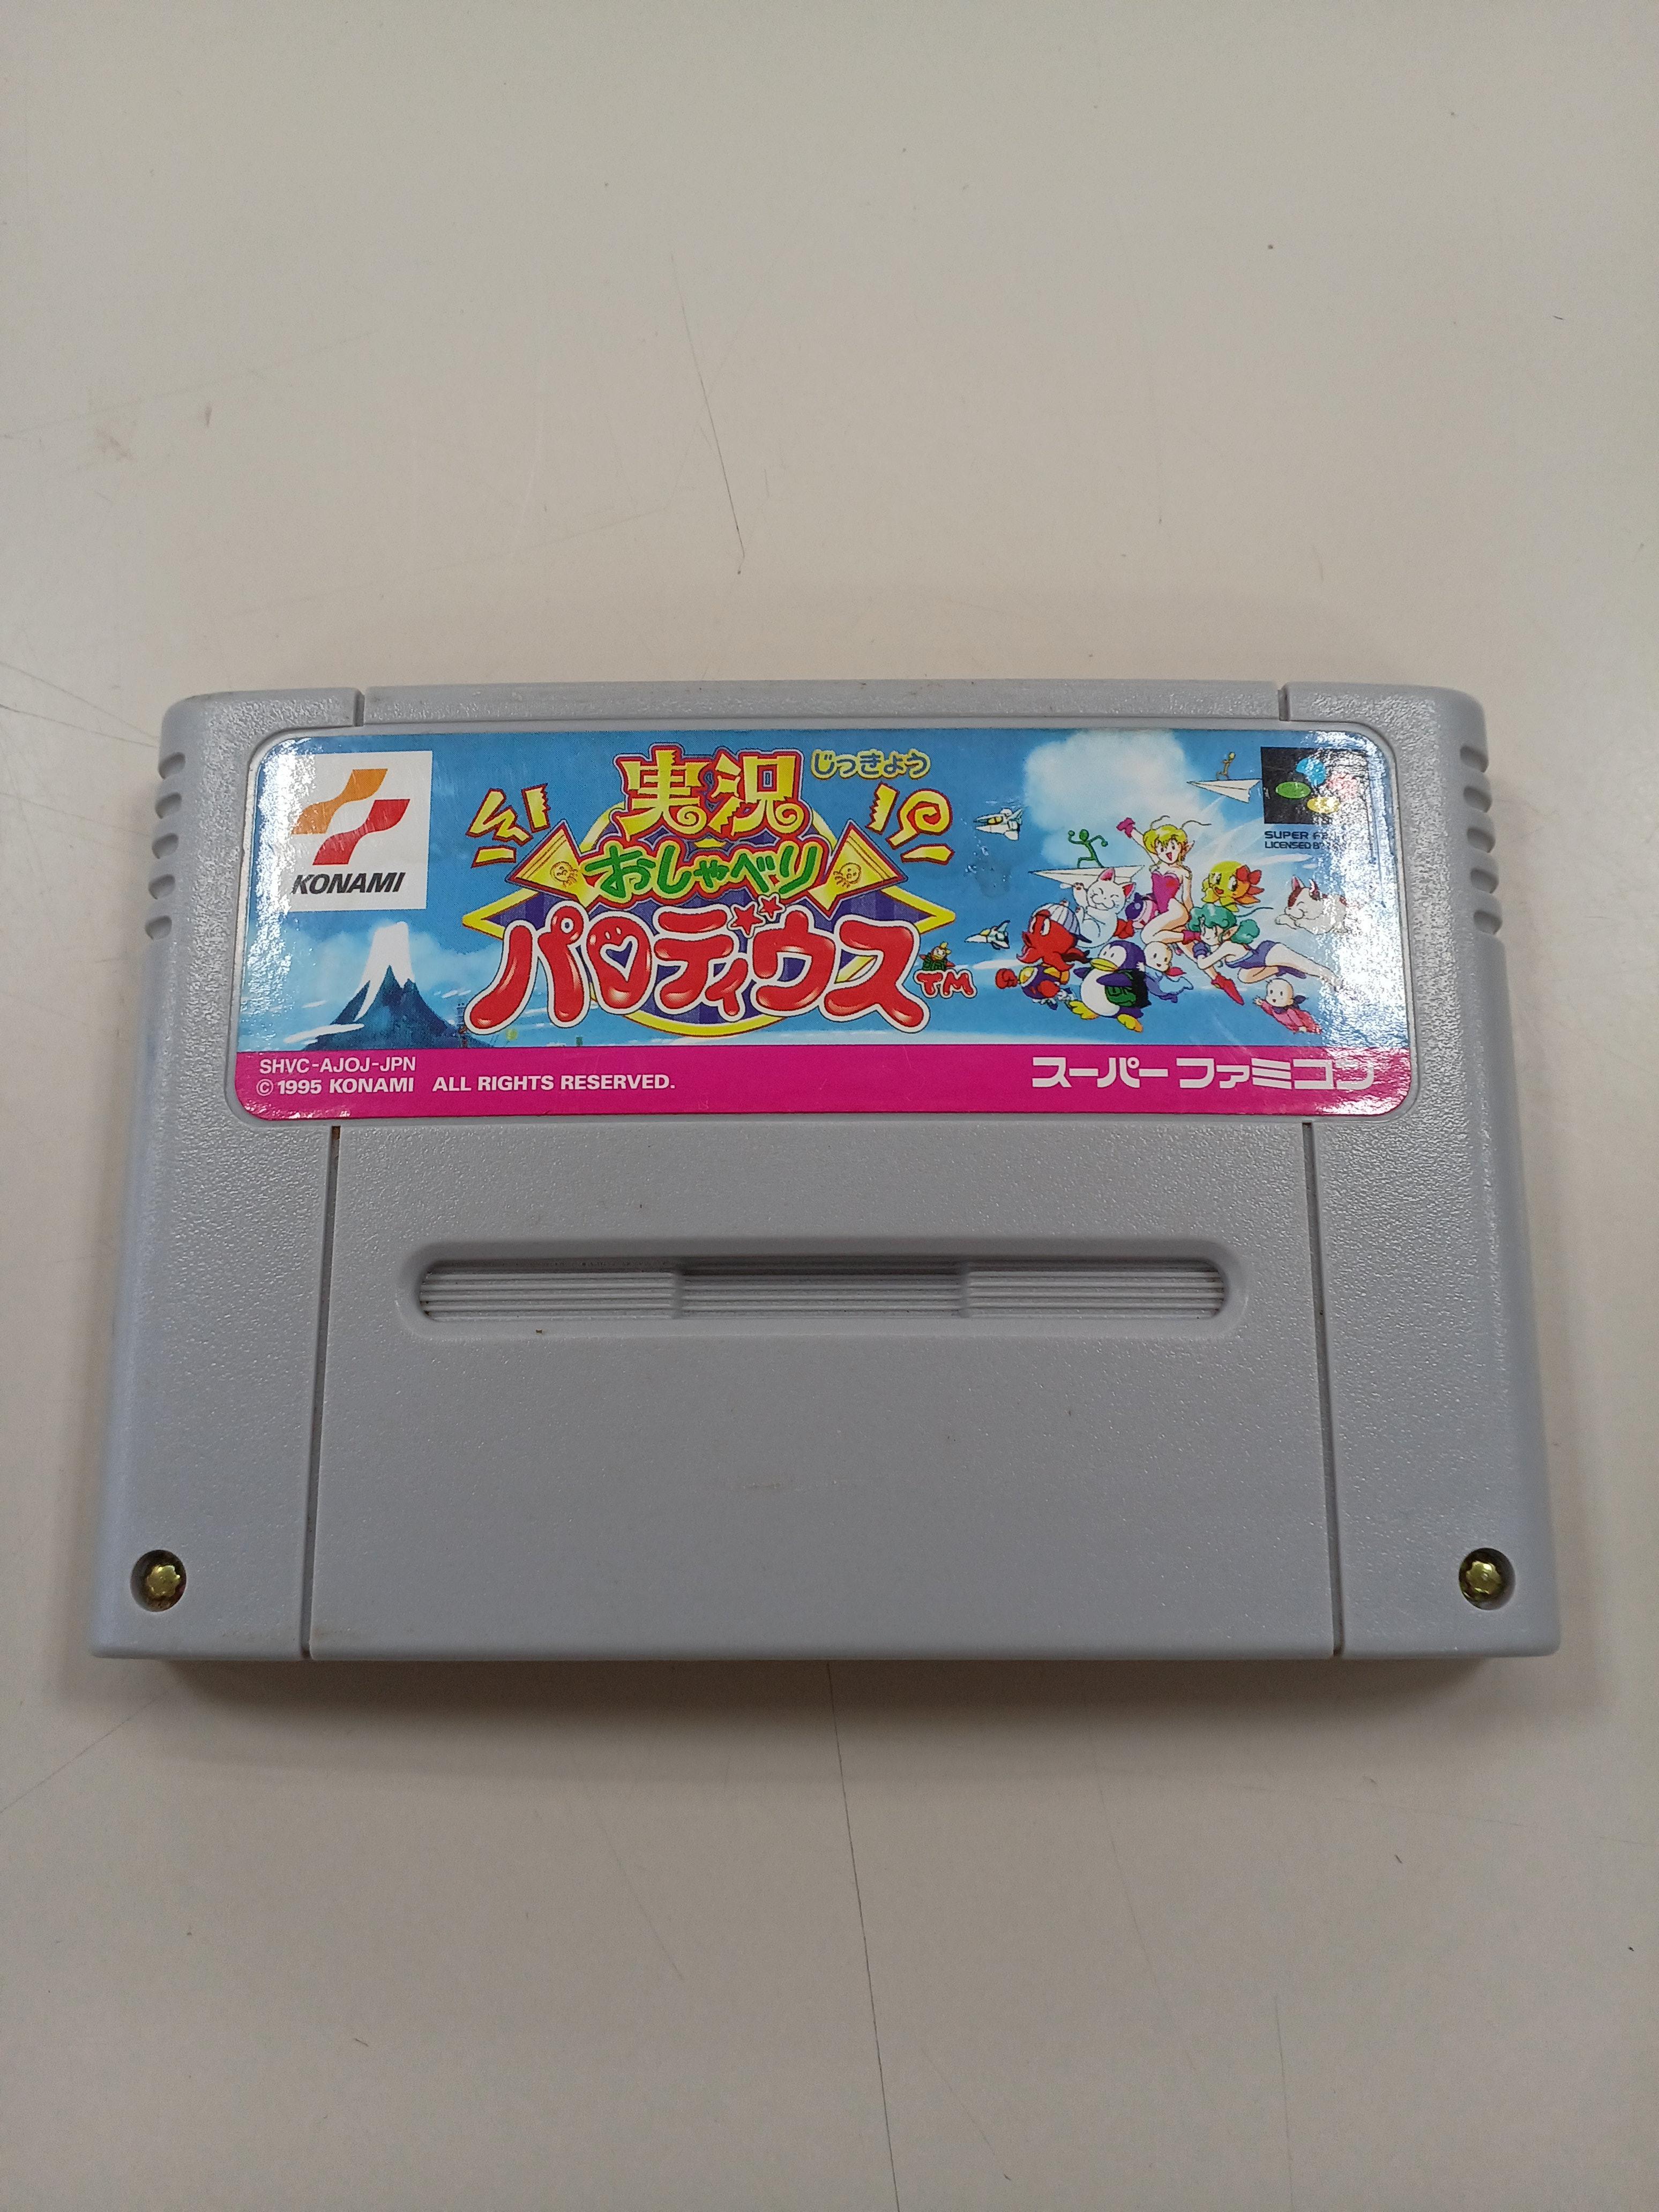 KONAMI
実況
じっきょう
おしゃべり
パロディウス
TM
SUPER
LICENSED BY
SHVC-AJOJ-JPN
© 1995 KONAMI ALL RIGHTS RESERVED.
スーパーファミコン